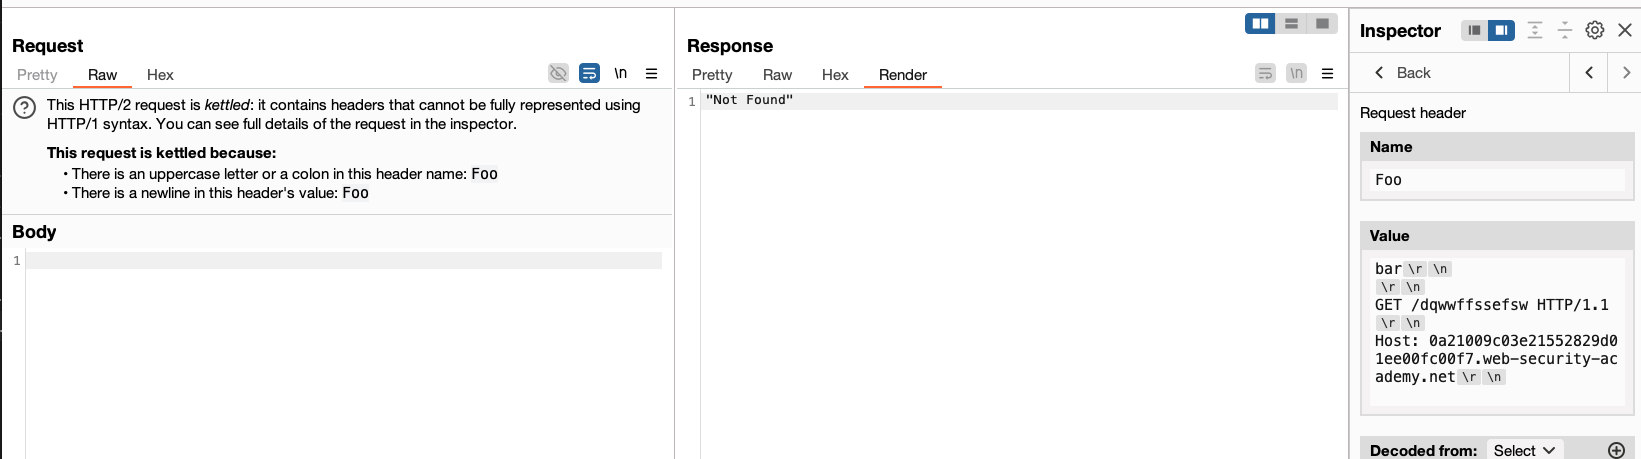 Request
Pretty Raw Hex \n
This HTTP/2 request is kettled: it contains headers that cannot be fully represented using
HTTP/1 syntax. You can see full details of the request in the inspector.
This request is kettled because:
• There is an uppercase letter or a colon in this header name: Foo
• There is a newline in this header's value: Foo
Body
1
Response
Pretty Raw Hex Render \n
1 "Not Found"
Inspector
Back
Request header
Name
Foo
Value
bar\r\n
\r\n
GET /dqwwffssefsw HTTP/1.1
\r\n
Host: 0a21009c03e21552829d0
1ee00fc00f7.web-security-ac
ademy.net\r\n
Decoded from: Select